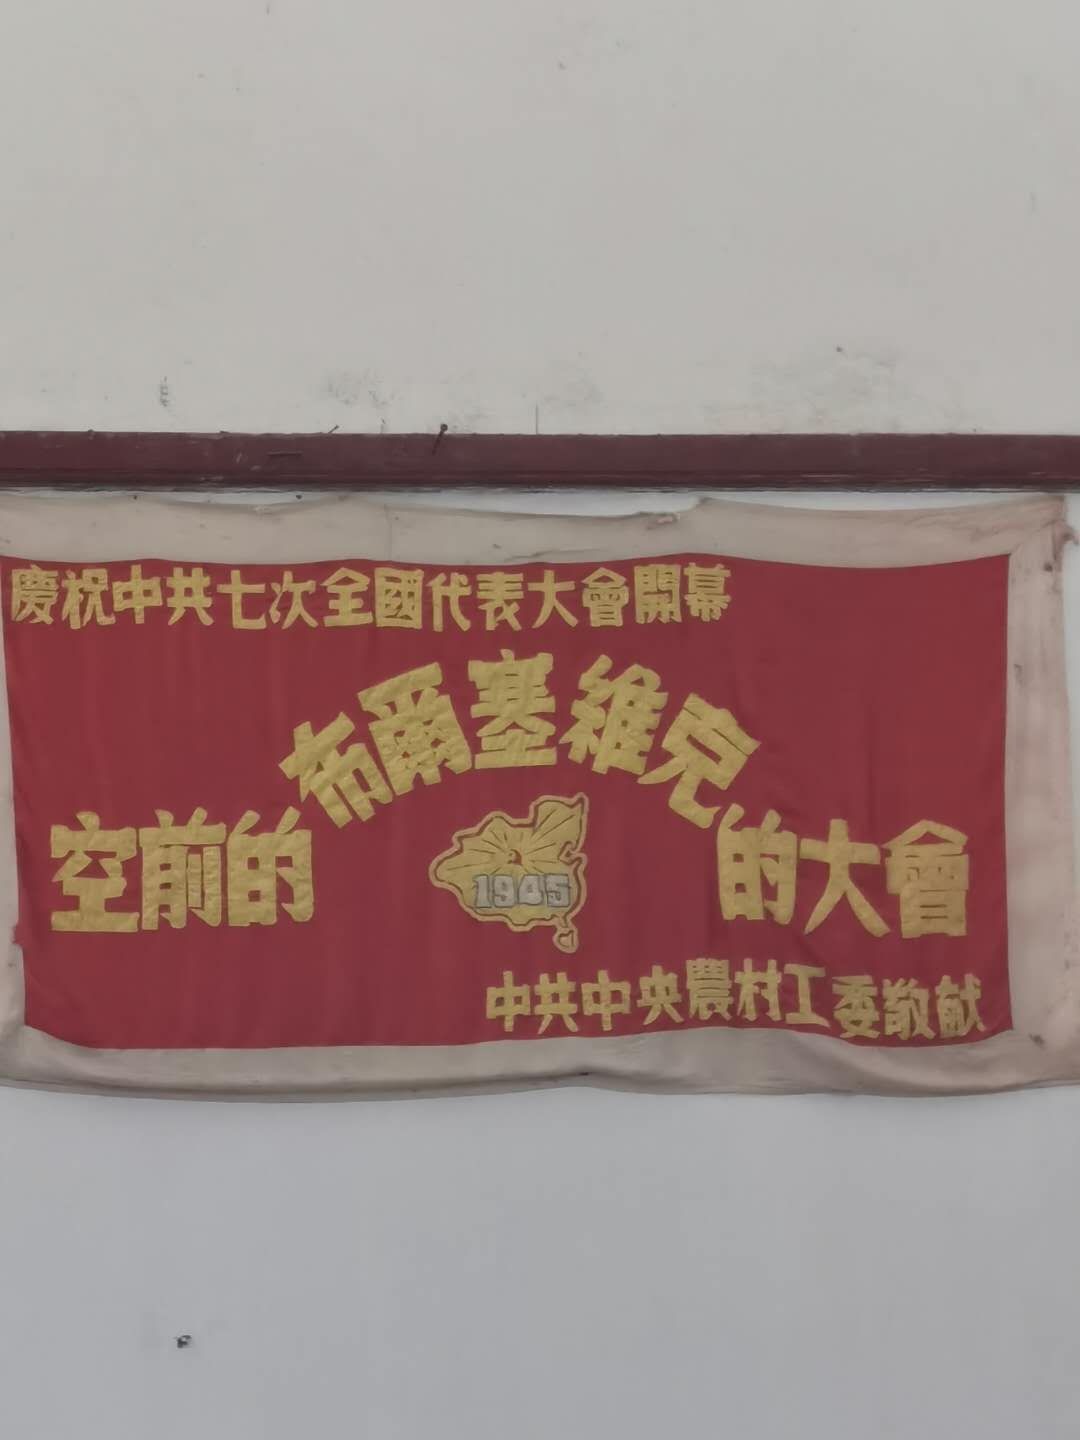 慶祝中共七次全國代表大會開幕
空前的布爾塞維克的大會
1945
中共中央農村工委敬献